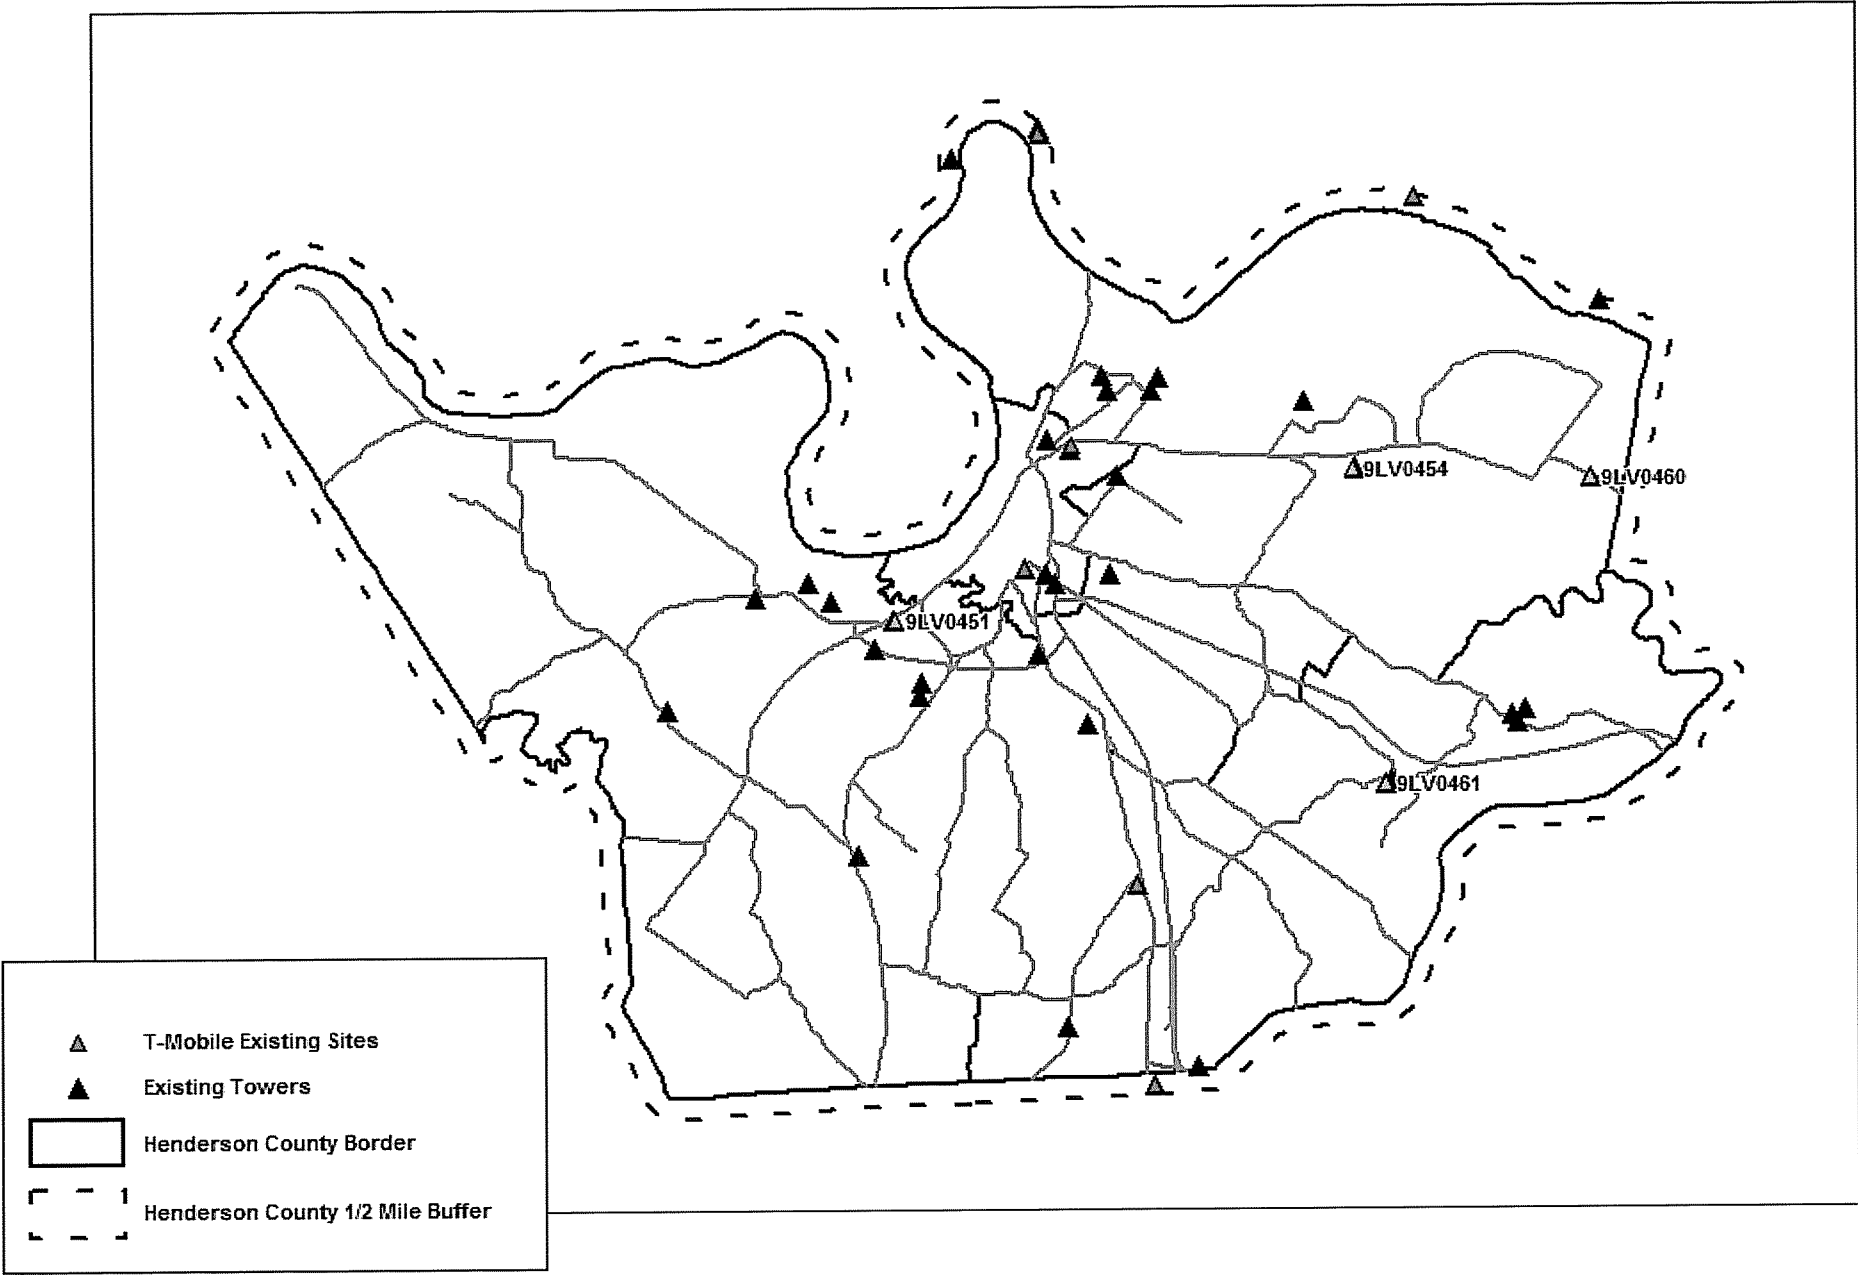 9LV0454
9LV0460
9LV0451
9LV0461
T-Mobile Existing Sites
Existing Towers
Henderson County Border
Henderson County 1/2 Mile Buffer